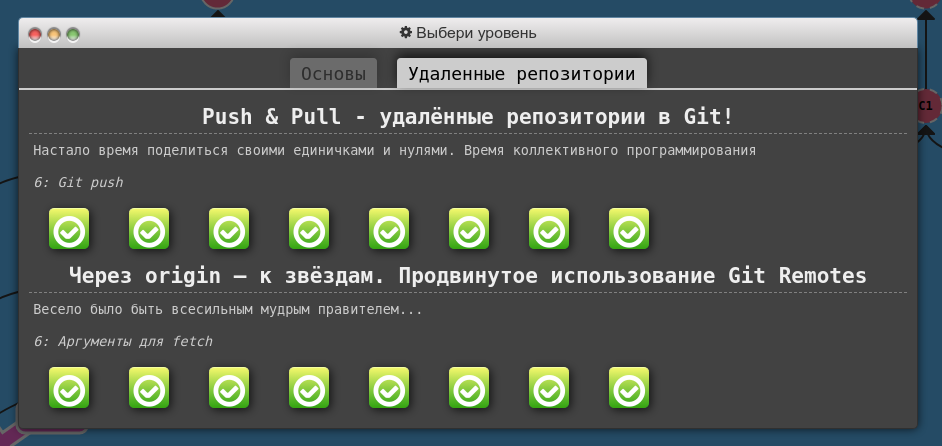 Выбери уровень
Основы
Удаленные репозитории
Push & Pull - удалённые репозитории в Git!
Настало время поделиться своими единичками и нулями. Время коллективного программирования
6: Git push
Через origin – к звёздам. Продвинутое использование Git Remotes
Весело было быть всесильным мудрым правителем...
6: Аргументы для fetch
C1